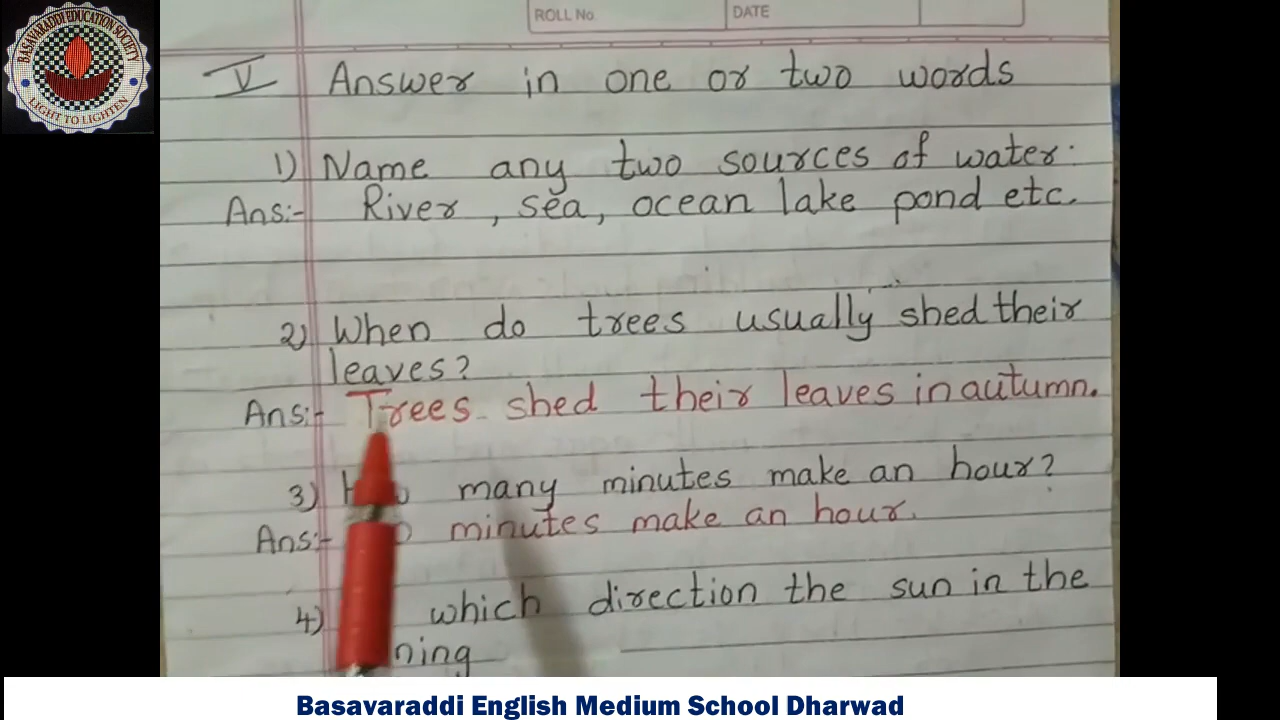 BASAVARADDI EDUCATION SOCIETY
LIGHT TO LIGHTEN
ROLL No. DATE
V Answer in one or two words
1) Name any two sources of water.
Ans:- River, sea, ocean lake pond etc.
2) When do trees usually shed their
leaves?
Ans:- Trees shed their leaves in autumn.
3) many minutes make an hour?
Ans:- minutes make an hour.
4) which direction the sun in the
ning
Basavaraddi English Medium School Dharwad